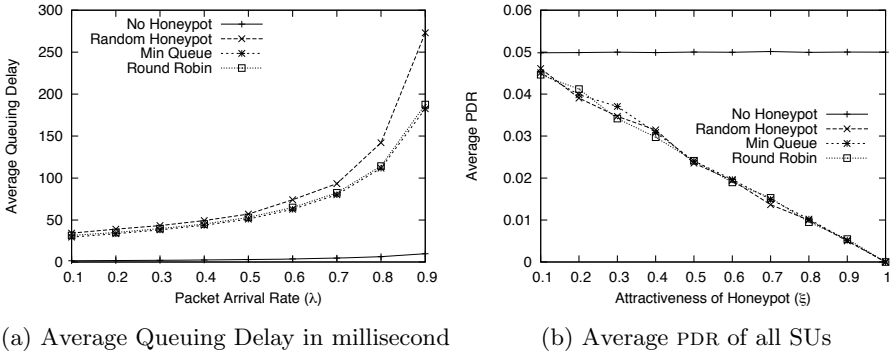 Average Queuing Delay
300
250
200
150
100
50
0
No Honeypot
Random Honeypot
Min Queue
Round Robin
0.1 0.2 0.3 0.4 0.5 0.6 0.7 0.8 0.9
Packet Arrival Rate (λ)
(a) Average Queuing Delay in millisecond
Average PDR
0.06
0.05
0.04
0.03
0.02
0.01
0
No Honeypot
Random Honeypot
Min Queue
Round Robin
0.1 0.2 0.3 0.4 0.5 0.6 0.7 0.8 0.9 1
Attractiveness of Honeypot (ξ)
(b) Average PDR of all SUs